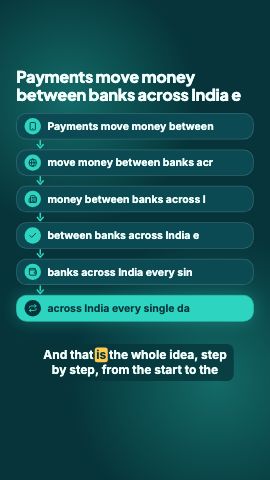 Payments move money
between banks across India e
Payments move money between
move money between banks acr
money between banks across I
between banks across India e
banks across India every sin
across India every single da
And that is the whole idea, step
by step, from the start to the